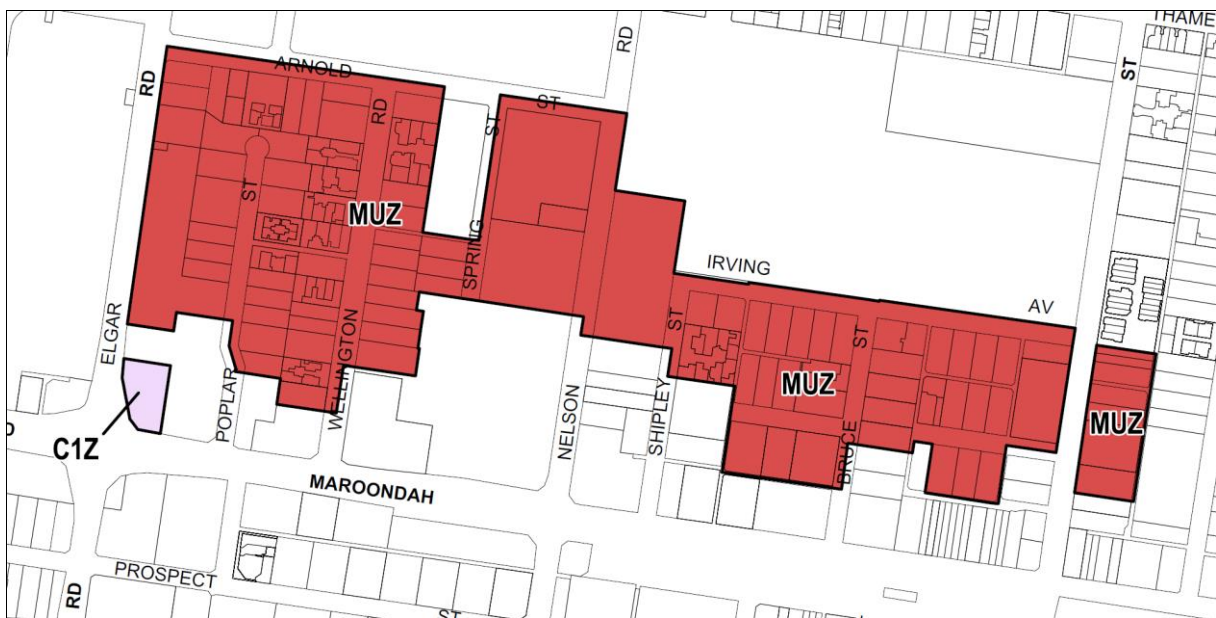 THAME
ARNOLD
ST
RD
RD
RD
ST
ST
ST
MUZ
SPRING
IRVING
AV
ELGAR
ST
ST
WELLINGTON
POPLAR
C1Z
MUZ
MUZ
NELSON
SHIPLEY
BRUCE
MAROONDAH
PROSPECT
RD
ST